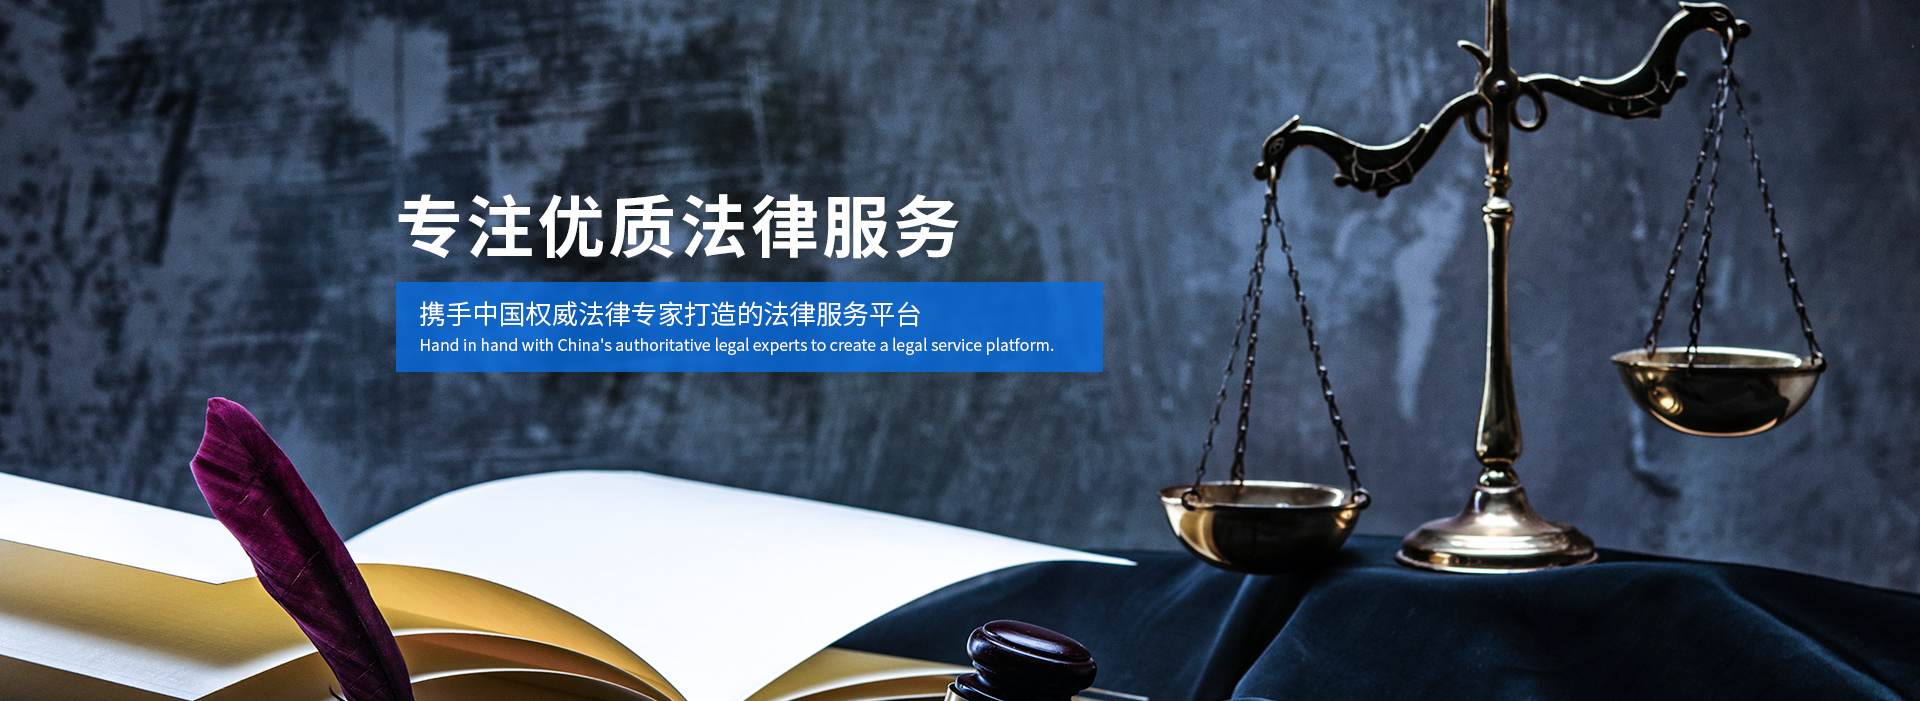 专注优质法律服务
携手中国权威法律专家打造的法律服务平台
Hand in hand with China's authoritative legal experts to create a legal service platform.